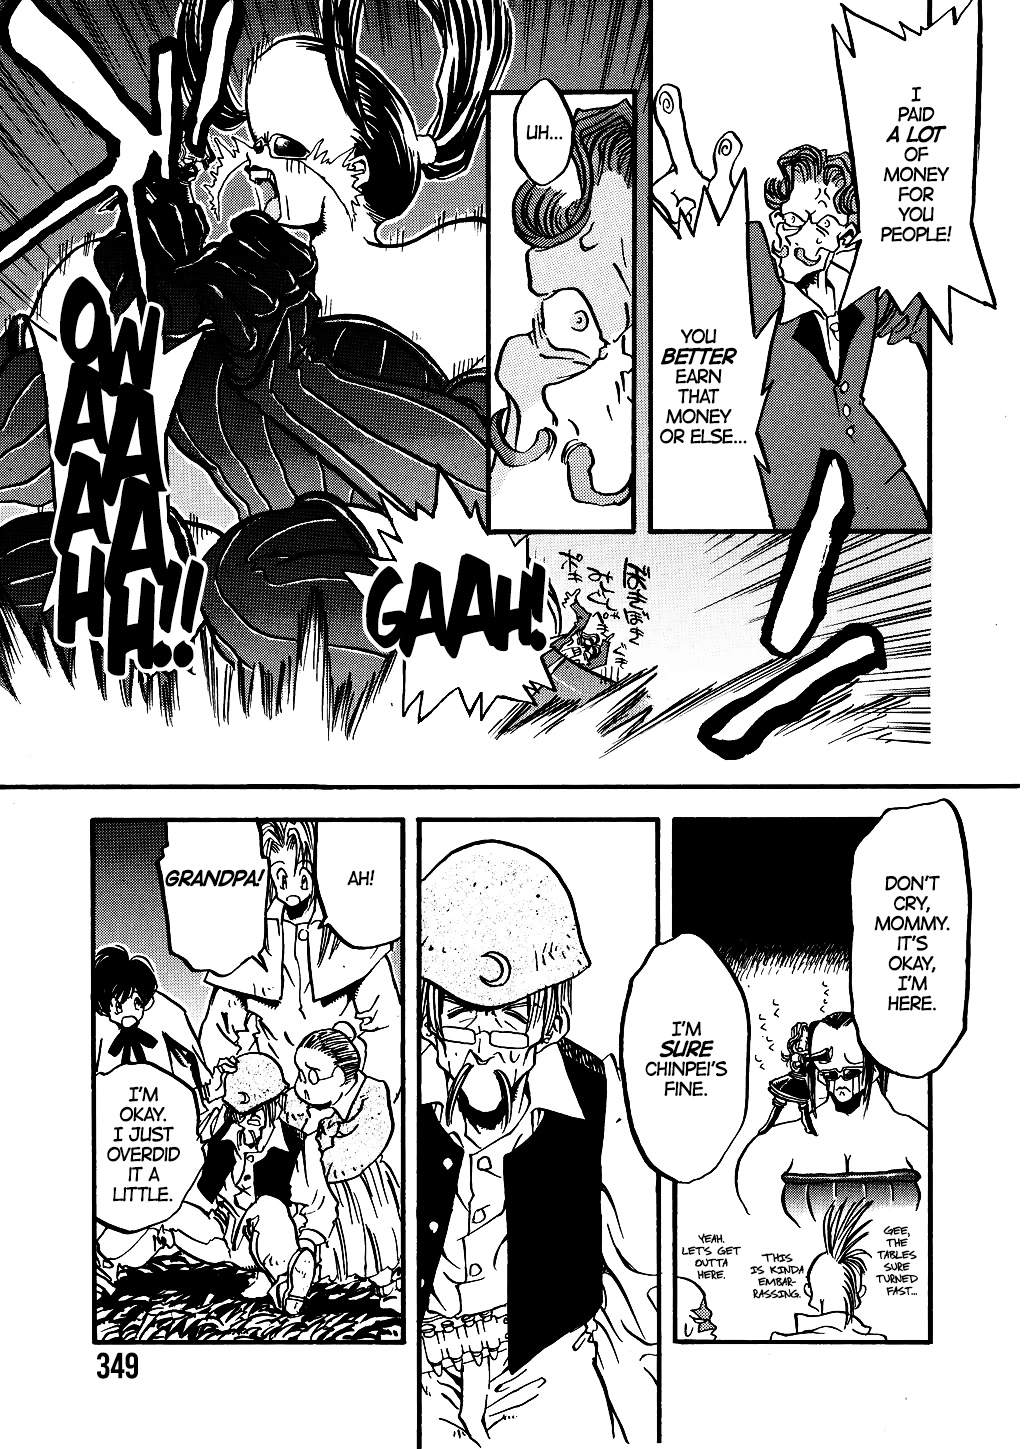 I
PAID
A LOT
OF
MONEY
FOR
YOU
PEOPLE!
YOU
BETTER
EARN
THAT
MONEY
OR ELSE...
UH...
GAAH!
OWAAAAAAHH!!
DON'T
CRY,
MOMMY.
IT'S
OKAY,
I'M
HERE.
GEE,
THE
TABLES
SURE
TURNED
FAST...
THIS
IS KINDA
EMBAR-
RASSING.
YEAH.
LET'S GET
OUTTA
HERE.
I'M
SURE
CHINPEI'S
FINE.
AH!
GRANDPA!
I'M
OKAY.
I JUST
OVERDID
IT A
LITTLE.
349